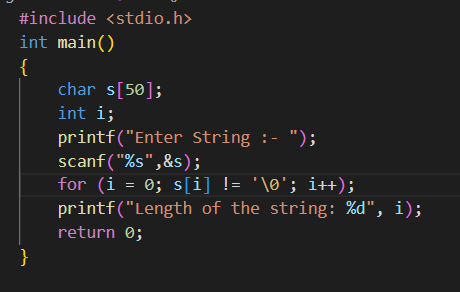 #include <stdio.h>
int main()
{
    char s[50];
    int i;
    printf("Enter String :- ");
    scanf("%s",&s);
    for (i = 0; s[i] != '\0'; i++);
    printf("Length of the string: %d", i);
    return 0;
}